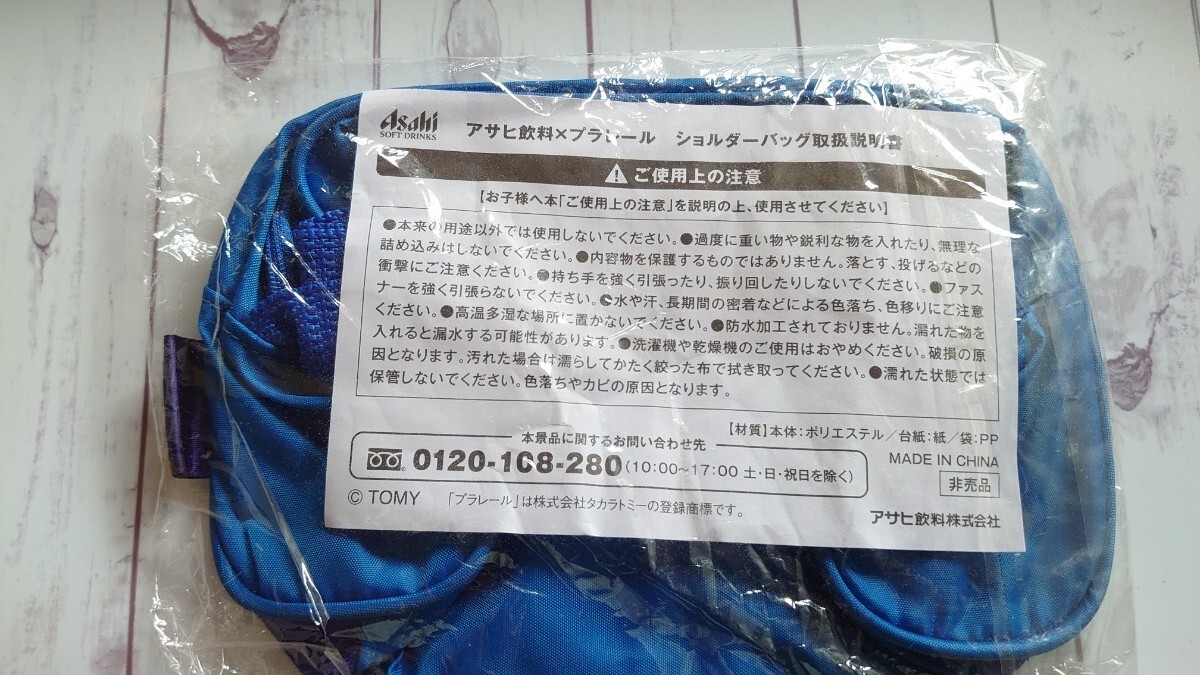 Asahi
SOFT DRINKS
アサヒ飲料×プラレール ショルダーバッグ取扱説明書
ご使用上の注意
【お子様へ本「ご使用上の注意」を説明の上、使用させてください】
●本来の用途以外では使用しないでください。●過度に重い物や鋭利な物を入れたり、無理な
詰め込みはしないでください。●内容物を保護するものではありません。落とす、投げるなどの
衝撃にご注意ください。●持ち手を強く引張ったり、振り回したりしないでください。●ファス
ナーを強く引張らないでください。●水や汗、長期間の密着などによる色落ち、色移りにご注意
ください。●高温多湿な場所に置かないでください。●防水加工されておりません。濡れた物を
入れると漏水する可能性があります。●洗濯機や乾燥機のご使用はおやめください。破損の原
因となります。汚れた場合は濡らしてかたく絞った布で拭き取ってください。●濡れた状態では
保管しないでください。色落ちやカビの原因となります。
【材質】本体:ポリエステル/台紙:紙/袋:PP
MADE IN CHINA
本景品に関するお問い合わせ先
0120-108-280(10:00〜17:00 土・日・祝日を除く)
非売品
© TOMY 「プラレール」は株式会社タカラトミーの登録商標です。
アサヒ飲料株式会社